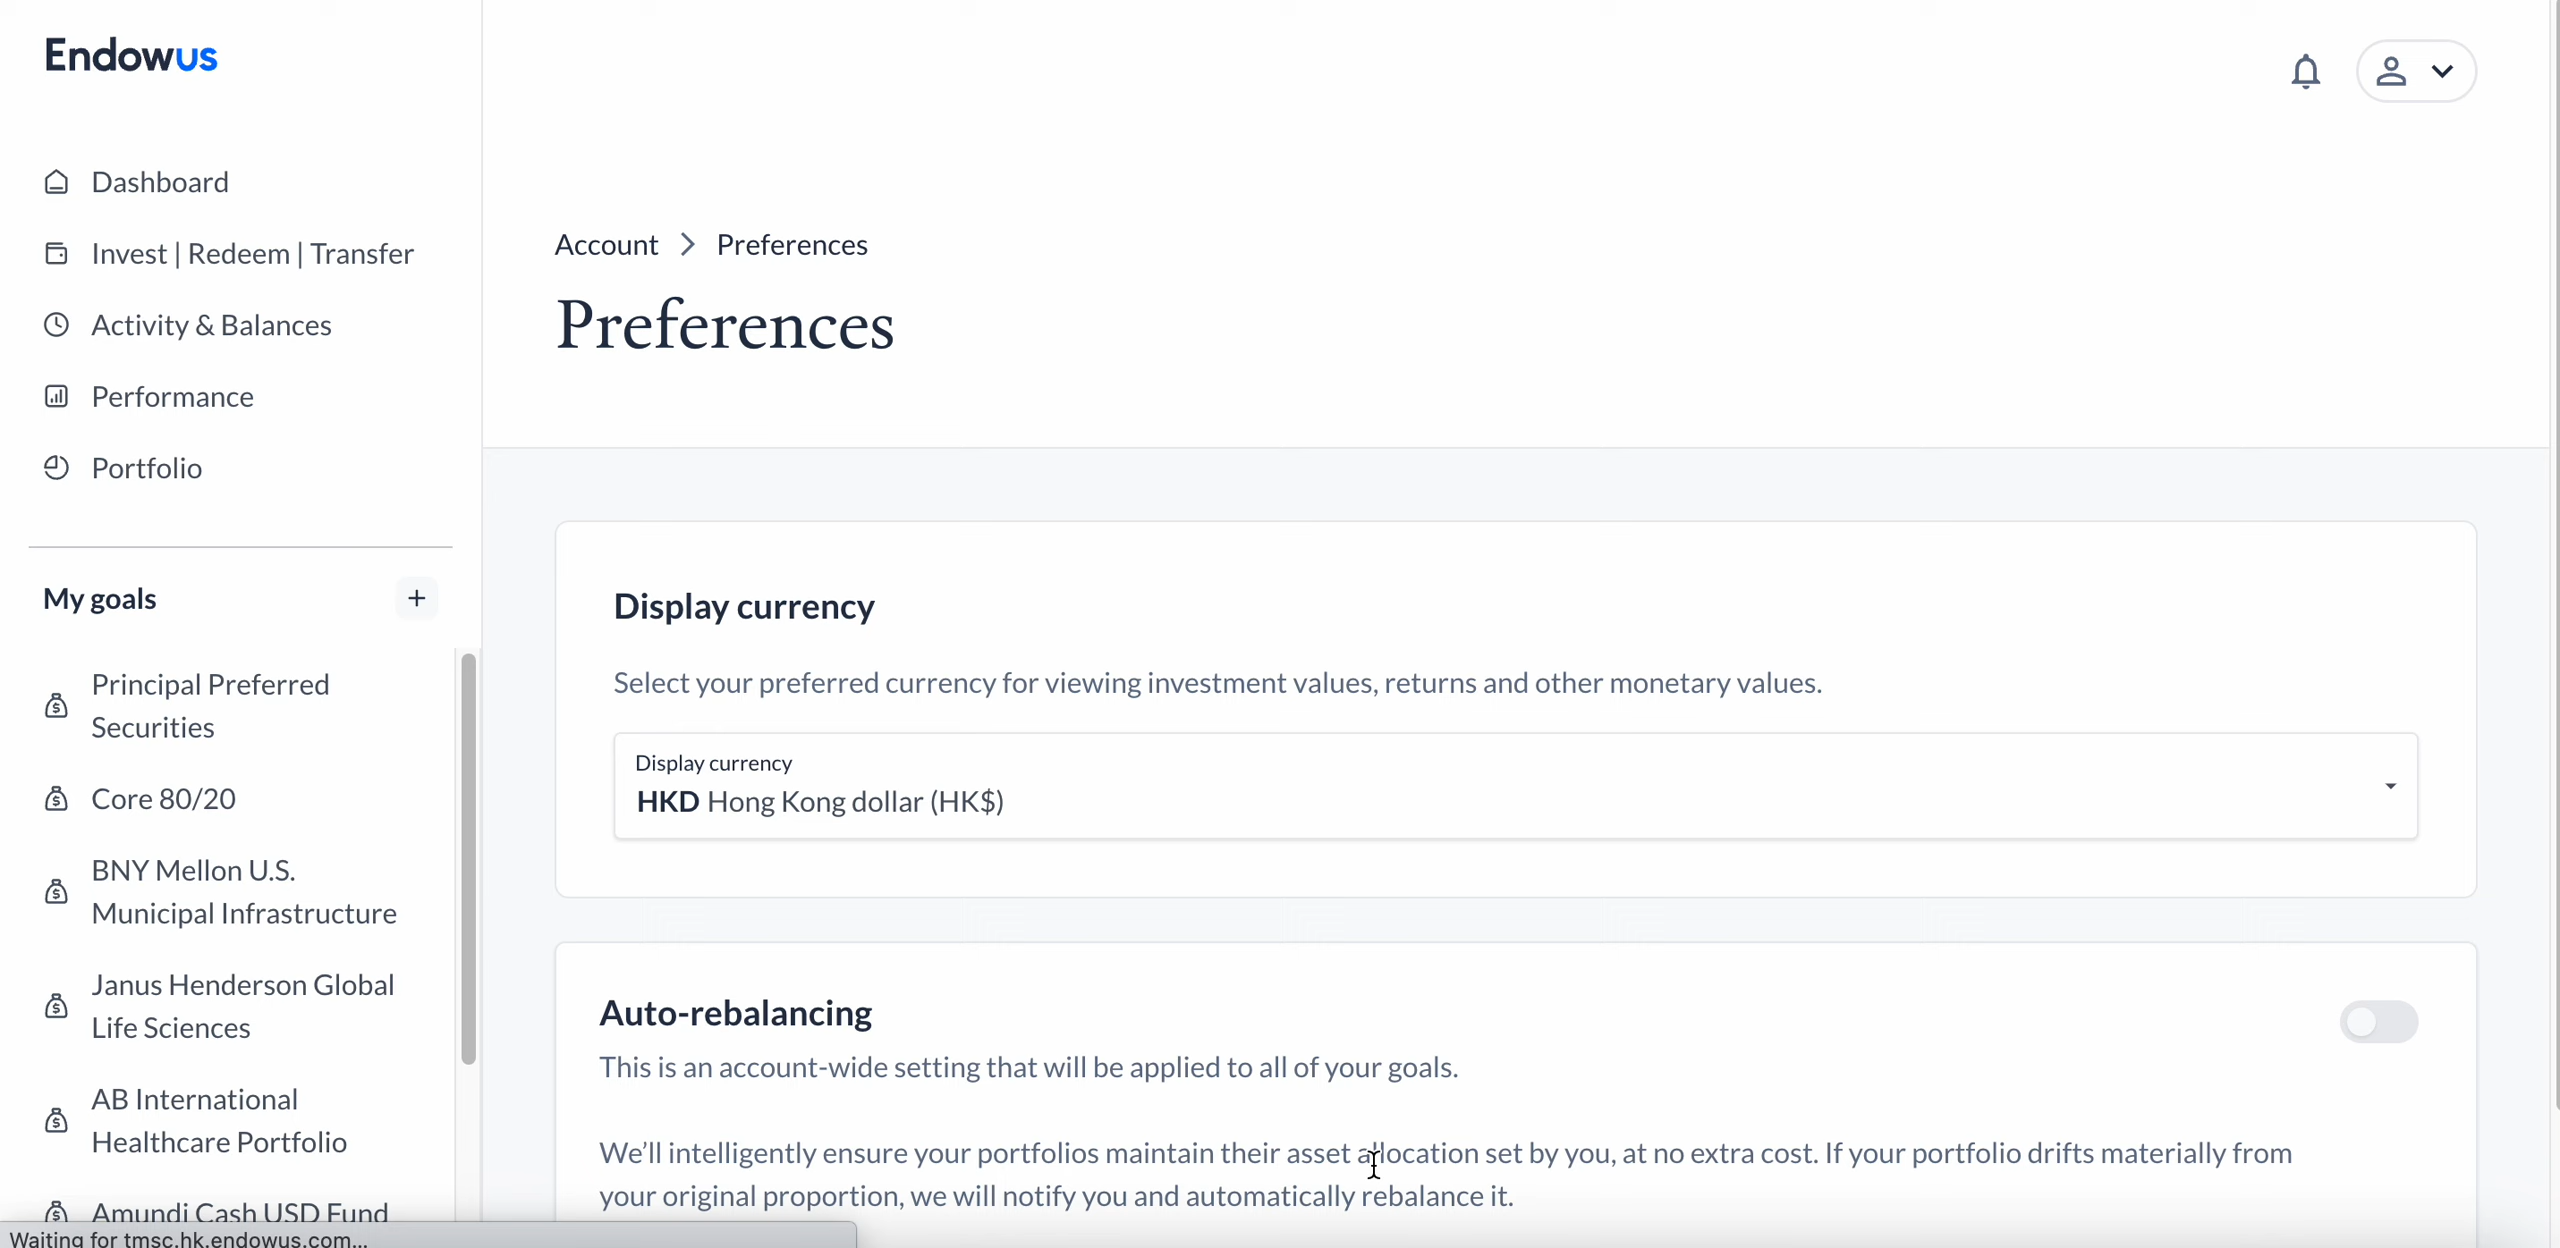 Endowus
Dashboard
Invest | Redeem | Transfer
Activity & Balances
Performance
Portfolio
My goals
+
Principal Preferred
Securities
Core 80/20
BNY Mellon U.S.
Municipal Infrastructure
Janus Henderson Global
Life Sciences
AB International
Healthcare Portfolio
Amundi Cash USD Fund
Waiting for tmsc.hk.endowus.com...
Account > Preferences
Preferences
Display currency
Select your preferred currency for viewing investment values, returns and other monetary values.
Display currency
HKD Hong Kong dollar (HK$)
Auto-rebalancing
This is an account-wide setting that will be applied to all of your goals.
We’ll intelligently ensure your portfolios maintain their asset allocation set by you, at no extra cost. If your portfolio drifts materially from
your original proportion, we will notify you and automatically rebalance it.